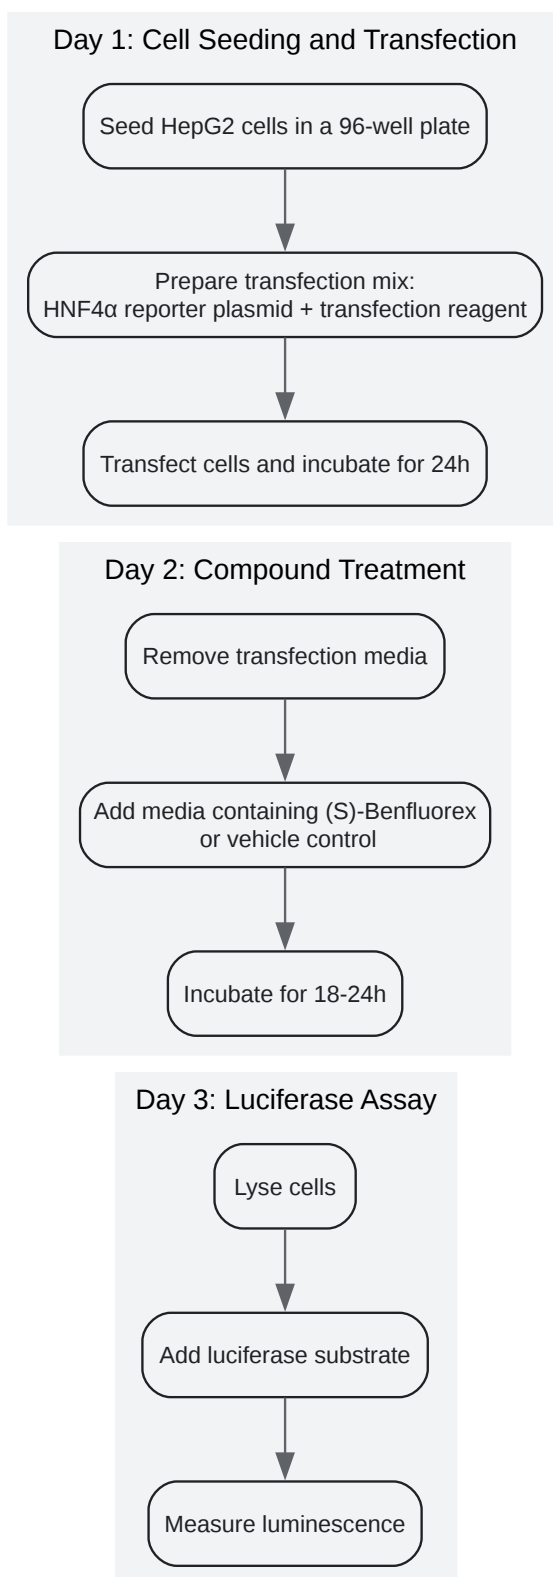 Day 1: Cell Seeding and Transfection
Seed HepG2 cells in a 96-well plate
Prepare transfection mix:
HNF4α reporter plasmid + transfection reagent
Transfect cells and incubate for 24h
Day 2: Compound Treatment
Remove transfection media
Add media containing (S)-Benfluorex
or vehicle control
Incubate for 18-24h
Day 3: Luciferase Assay
Lyse cells
Add luciferase substrate
Measure luminescence